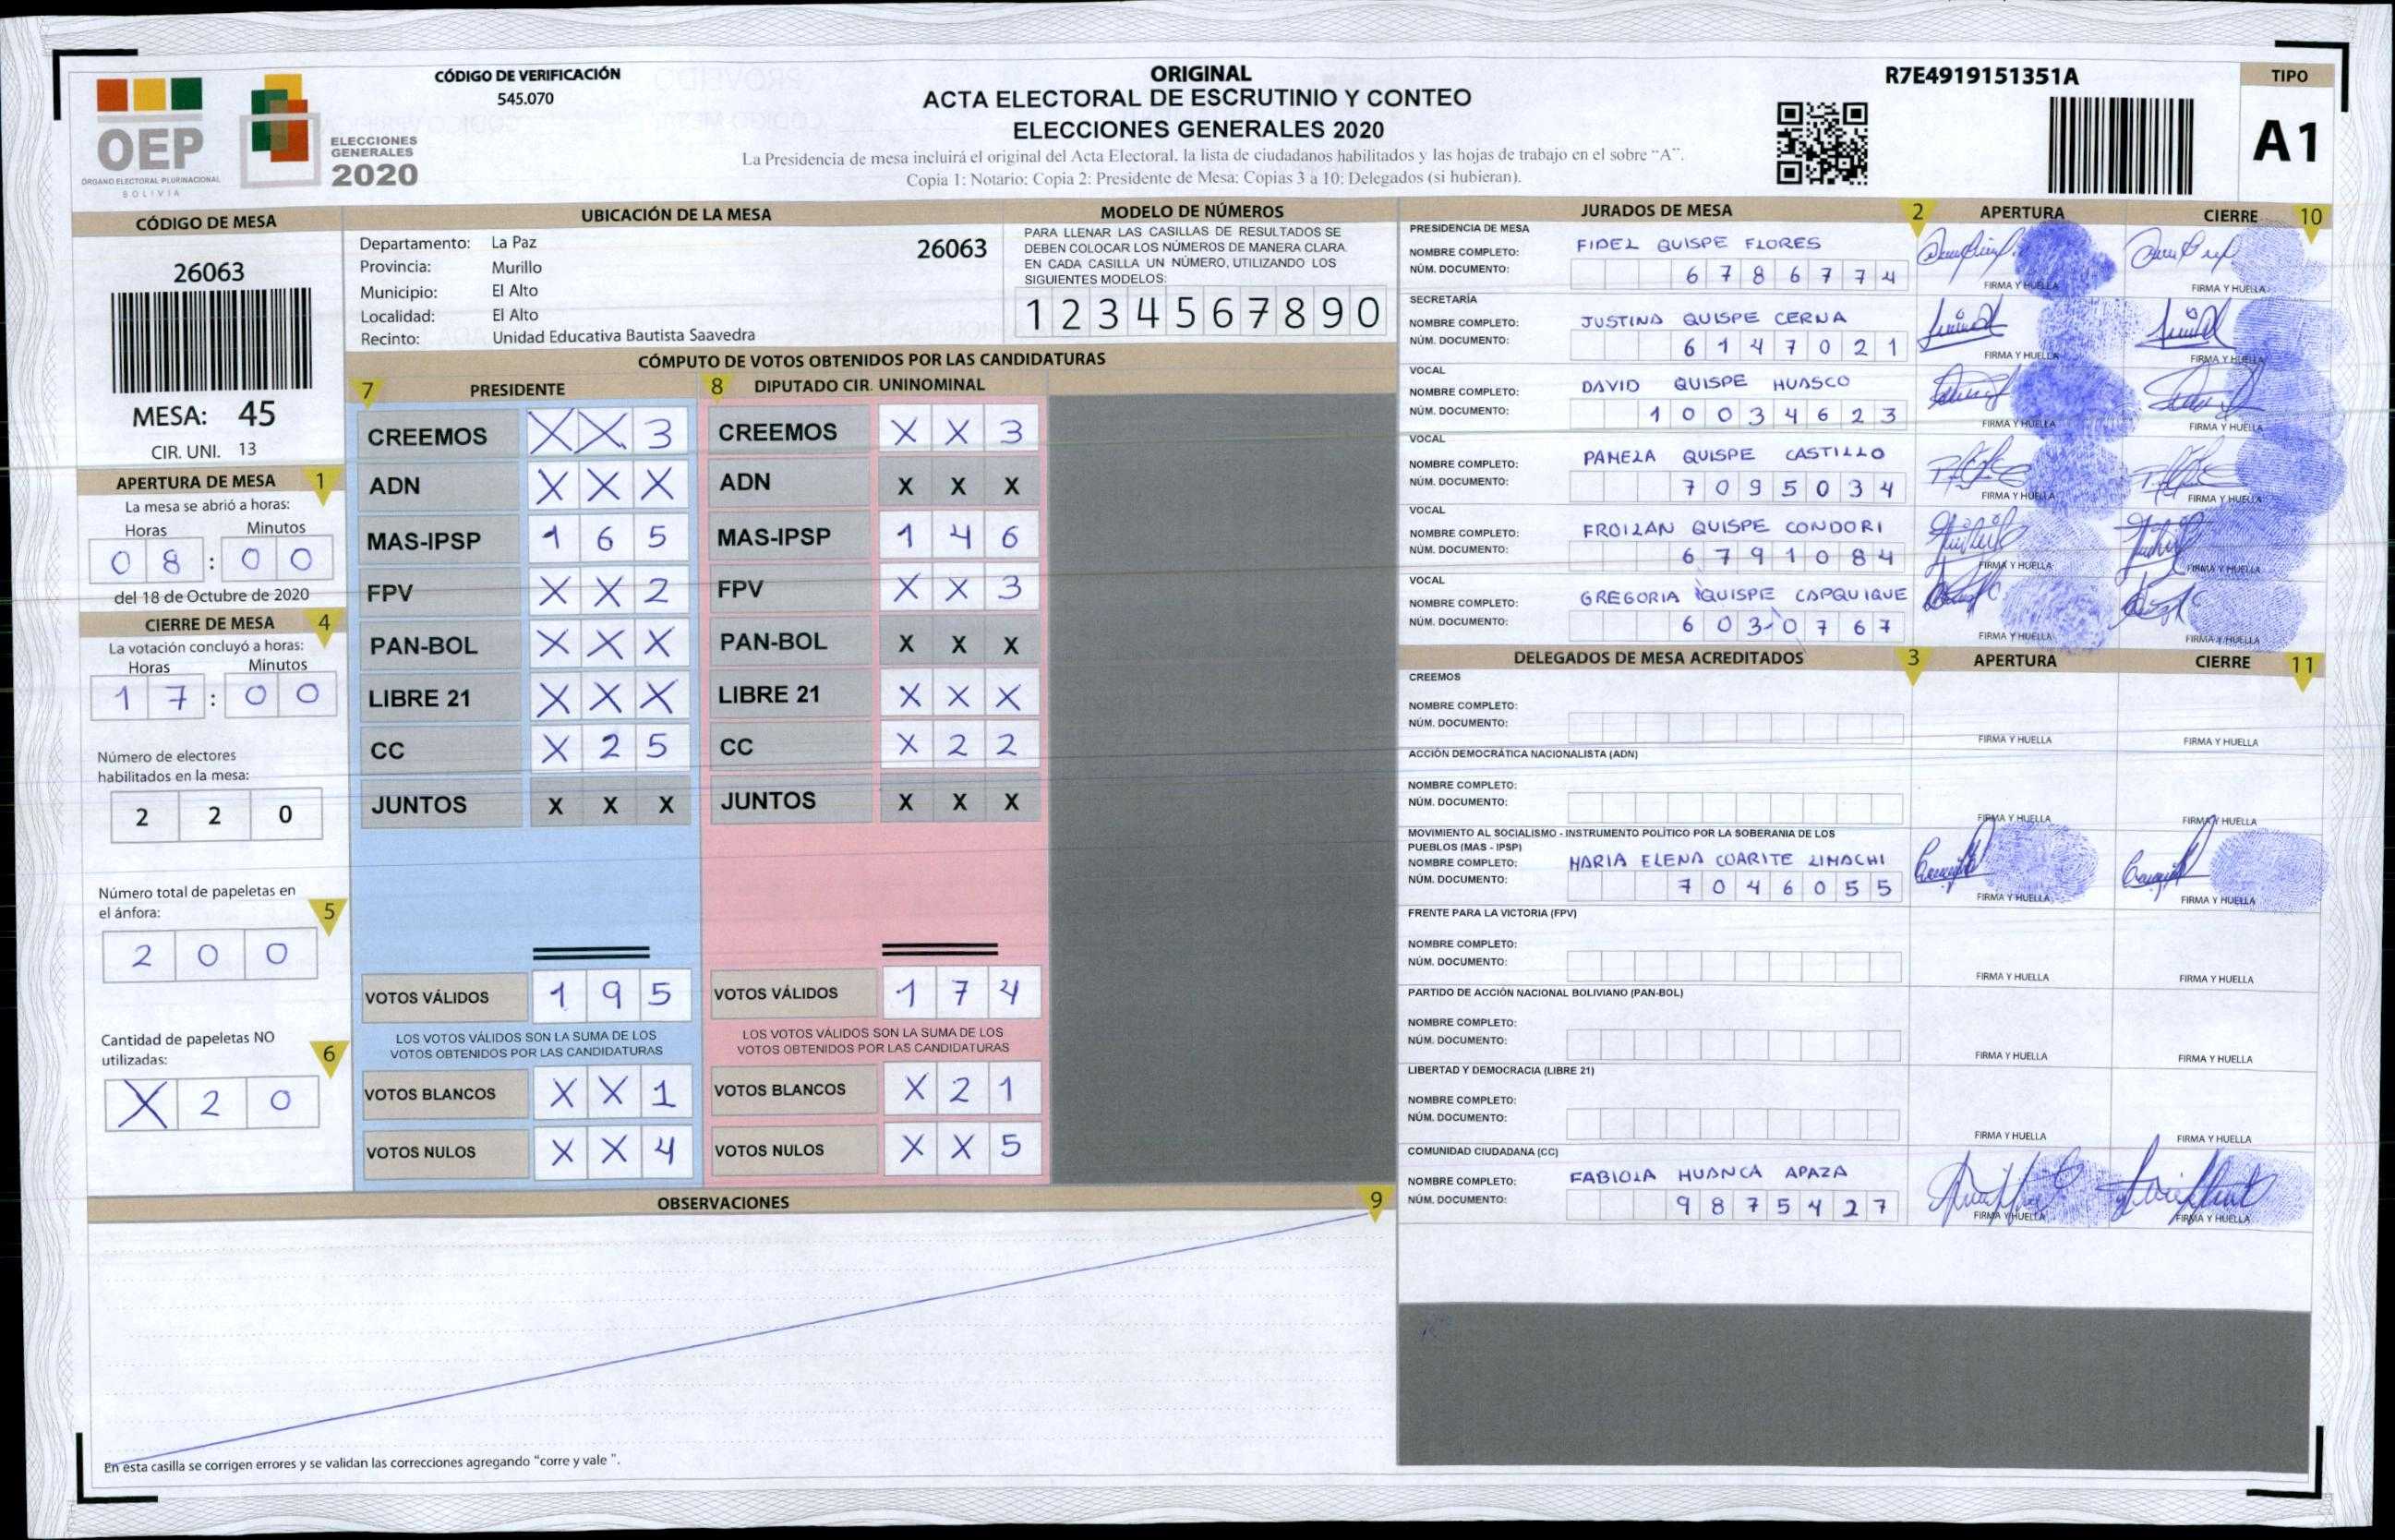 OEP
ÓRGANO ELECTORAL PLURINACIONAL
BOLIVIA
ELECCIONES
GENERALES
2020
CÓDIGO DE VERIFICACIÓN
545.070
ORIGINAL
ACTA ELECTORAL DE ESCRUTINIO Y CONTEO
ELECCIONES GENERALES 2020
La Presidencia de mesa incluirá el original del Acta Electoral, la lista de ciudadanos habilitados y las hojas de trabajo en el sobre "A".
Copia 1: Notario; Copia 2: Presidente de Mesa; Copias 3 a 10: Delegados (si hubieran).
R7E4919151351A
TIPO
A1
CÓDIGO DE MESA
26063
MESA: 45
CIR. UNI. 13
APERTURA DE MESA 1
La mesa se abrió a horas:
Horas Minutos
0 8 : 0 0
del 18 de Octubre de 2020
CIERRE DE MESA 4
La votación concluyó a horas:
Horas Minutos
1 7 : 0 0
Número de electores
habilitados en la mesa:
2 2 0
Número total de papeletas en
el ánfora: 5
2 0 0
Cantidad de papeletas NO
utilizadas: 6
X 2 0
UBICACIÓN DE LA MESA
Departamento: La Paz 26063
Provincia: Murillo
Municipio: El Alto
Localidad: El Alto
Recinto: Unidad Educativa Bautista Saavedra
MODELO DE NÚMEROS
PARA LLENAR LAS CASILLAS DE RESULTADOS SE
DEBEN COLOCAR LOS NÚMEROS DE MANERA CLARA
EN CADA CASILLA UN NÚMERO, UTILIZANDO LOS
SIGUIENTES MODELOS:
1 2 3 4 5 6 7 8 9 0
CÓMPUTO DE VOTOS OBTENIDOS POR LAS CANDIDATURAS
7 PRESIDENTE 8 DIPUTADO CIR. UNINOMINAL
CREEMOS X X 3 CREEMOS X X 3
ADN X X X ADN X X X
MAS-IPSP 1 6 5 MAS-IPSP 1 4 6
FPV X X 2 FPV X X 3
PAN-BOL X X X PAN-BOL X X X
LIBRE 21 X X X LIBRE 21 X X X
CC X 2 5 CC X 2 2
JUNTOS X X X JUNTOS X X X
VOTOS VÁLIDOS 1 9 5 VOTOS VÁLIDOS 1 7 4
LOS VOTOS VÁLIDOS SON LA SUMA DE LOS LOS VOTOS VÁLIDOS SON LA SUMA DE LOS
VOTOS OBTENIDOS POR LAS CANDIDATURAS VOTOS OBTENIDOS POR LAS CANDIDATURAS
VOTOS BLANCOS X X 1 VOTOS BLANCOS X 2 1
VOTOS NULOS X X 4 VOTOS NULOS X X 5
OBSERVACIONES 9
En esta casilla se corrigen errores y se validan las correcciones agregando "corre y vale ".
JURADOS DE MESA 2 APERTURA CIERRE 10
PRESIDENCIA DE MESA
NOMBRE COMPLETO: FIDEL QUISPE FLORES
NÚM. DOCUMENTO: 6 7 8 6 7 7 4 FIRMA Y HUELLA FIRMA Y HUELLA
SECRETARÍA
NOMBRE COMPLETO: JUSTINA QUISPE CERNA
NÚM. DOCUMENTO: 6 1 4 7 0 2 1 FIRMA Y HUELLA FIRMA Y HUELLA
VOCAL
NOMBRE COMPLETO: DAVID QUISPE HUASCO
NÚM. DOCUMENTO: 1 0 0 3 4 6 2 3 FIRMA Y HUELLA FIRMA Y HUELLA
VOCAL
NOMBRE COMPLETO: PAMELA QUISPE CASTILLO
NÚM. DOCUMENTO: 7 0 9 5 0 3 4 FIRMA Y HUELLA FIRMA Y HUELLA
VOCAL
NOMBRE COMPLETO: FROILAN QUISPE CONDORI
NÚM. DOCUMENTO: 6 7 9 1 0 8 4 FIRMA Y HUELLA FIRMA Y HUELLA
VOCAL
NOMBRE COMPLETO: GREGORIA QUISPE CAPQUIQUE
NÚM. DOCUMENTO: 6 0 3 0 7 6 7 FIRMA Y HUELLA FIRMA Y HUELLA
DELEGADOS DE MESA ACREDITADOS 3 APERTURA CIERRE 11
CREEMOS
NOMBRE COMPLETO:
NÚM. DOCUMENTO: FIRMA Y HUELLA FIRMA Y HUELLA
ACCIÓN DEMOCRÁTICA NACIONALISTA (ADN)
NOMBRE COMPLETO:
NÚM. DOCUMENTO: FIRMA Y HUELLA FIRMA Y HUELLA
MOVIMIENTO AL SOCIALISMO - INSTRUMENTO POLÍTICO POR LA SOBERANIA DE LOS
PUEBLOS (MAS - IPSP)
NOMBRE COMPLETO: MARIA ELENA COARITE LIMACHI
NÚM. DOCUMENTO: 7 0 4 6 0 5 5 FIRMA Y HUELLA FIRMA Y HUELLA
FRENTE PARA LA VICTORIA (FPV)
NOMBRE COMPLETO:
NÚM. DOCUMENTO: FIRMA Y HUELLA FIRMA Y HUELLA
PARTIDO DE ACCIÓN NACIONAL BOLIVIANO (PAN-BOL)
NOMBRE COMPLETO:
NÚM. DOCUMENTO: FIRMA Y HUELLA FIRMA Y HUELLA
LIBERTAD Y DEMOCRACIA (LIBRE 21)
NOMBRE COMPLETO:
NÚM. DOCUMENTO: FIRMA Y HUELLA FIRMA Y HUELLA
COMUNIDAD CIUDADANA (CC)
NOMBRE COMPLETO: FABIOLA HUANCA APAZA
NÚM. DOCUMENTO: 9 8 7 5 4 2 7 FIRMA Y HUELLA FIRMA Y HUELLA